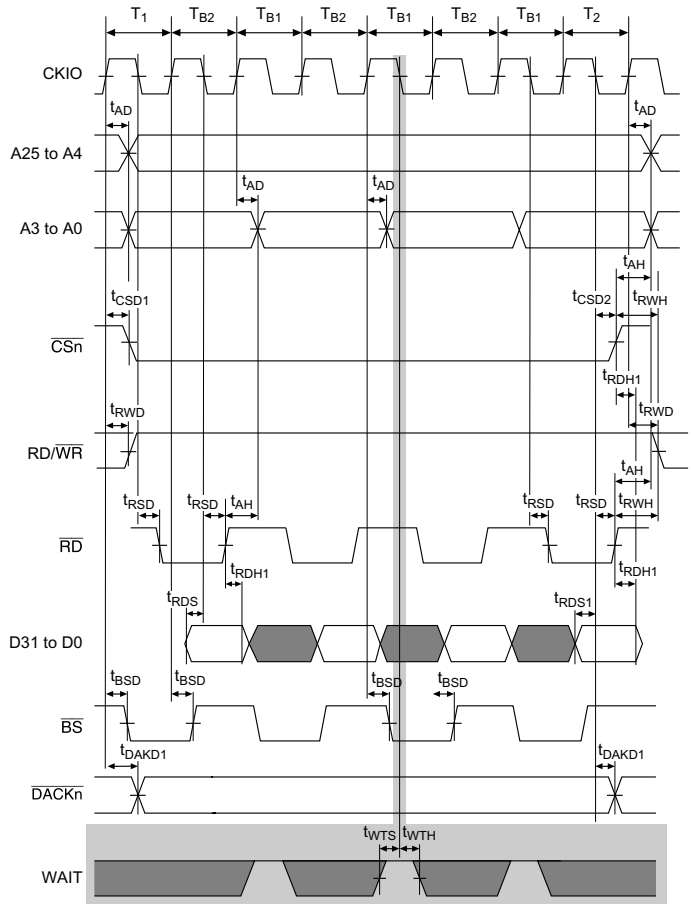 T1 TB2 TB1 TB2 TB1 TB2 TB1 T2
CKIO
tAD tAD
A25 to A4
tAD tAD
A3 to A0
tAH
tCSD1 tCSD2 tRWH
CSn
tRDH1
tRWD tRWD
RD/WR
tAH
tRSD tRSD tAH tRSD tRSD tRWH
RD
tRDH1 tRDH1
tRDS tRDS1
D31 to D0
tBSD tBSD tBSD tBSD
BS
tDAKD1 tDAKD1
DACKn
tWTS tWTH
WAIT